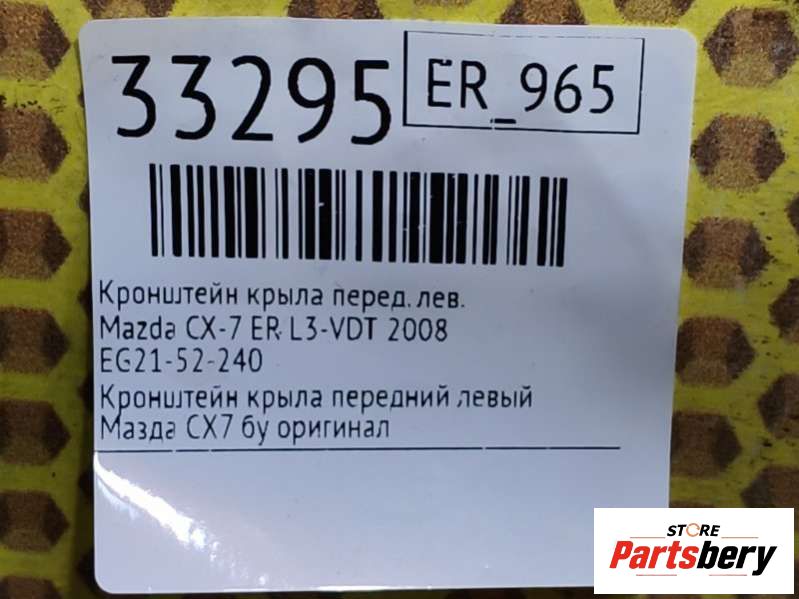 33295
ER_965
Кронштейн крыла перед. лев.
Mazda CX-7 ER L3-VDT 2008
EG21-52-240
Кронштейн крыла передний левый
Мазда СХ7 бу оригинал
STORE
Partsbery